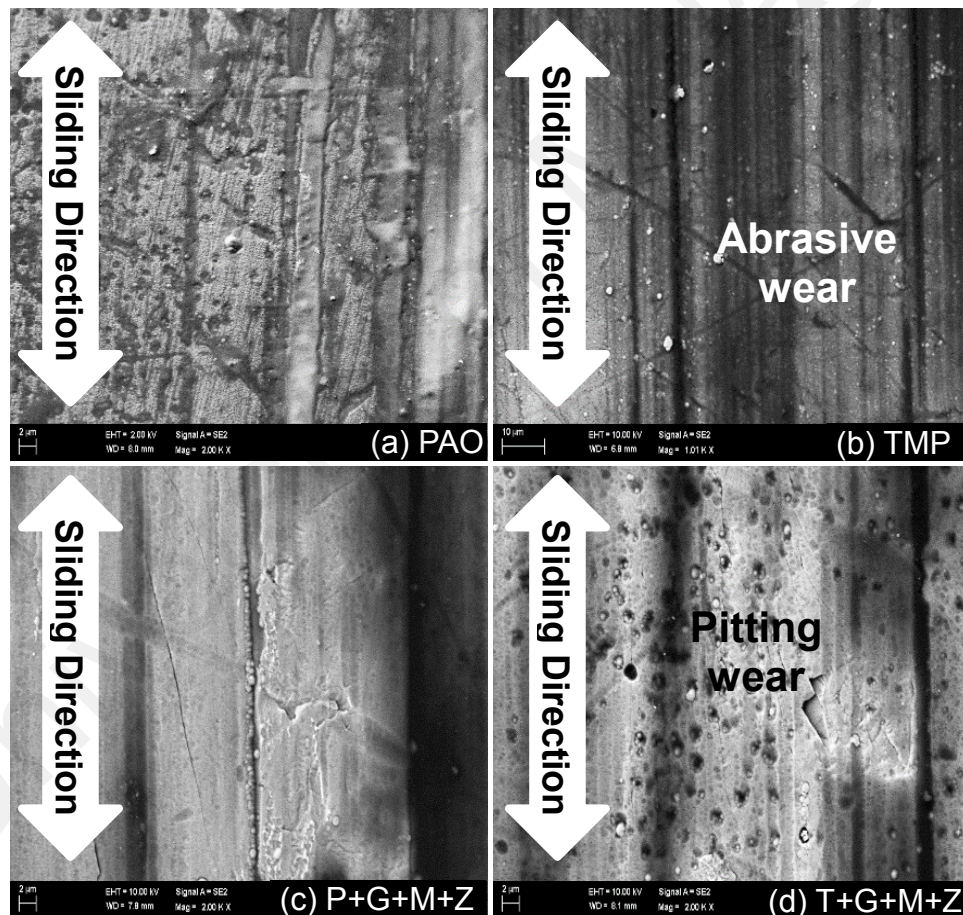 Sliding Direction
2 µm
EHT = 2.00 kV
Signal A = SE2
WD = 8.0 mm
Mag = 2.00 K X
(a) PAO
Sliding Direction
Abrasive
wear
10 µm
EHT = 10.00 kV
Signal A = SE2
WD = 6.8 mm
Mag = 1.01 K X
(b) TMP
Sliding Direction
2 µm
EHT = 10.00 kV
Signal A = SE2
WD = 7.8 mm
Mag = 2.00 K X
(c) P+G+M+Z
Sliding Direction
Pitting
wear
2 µm
EHT = 10.00 kV
Signal A = SE2
WD = 8.1 mm
Mag = 2.00 K X
(d) T+G+M+Z